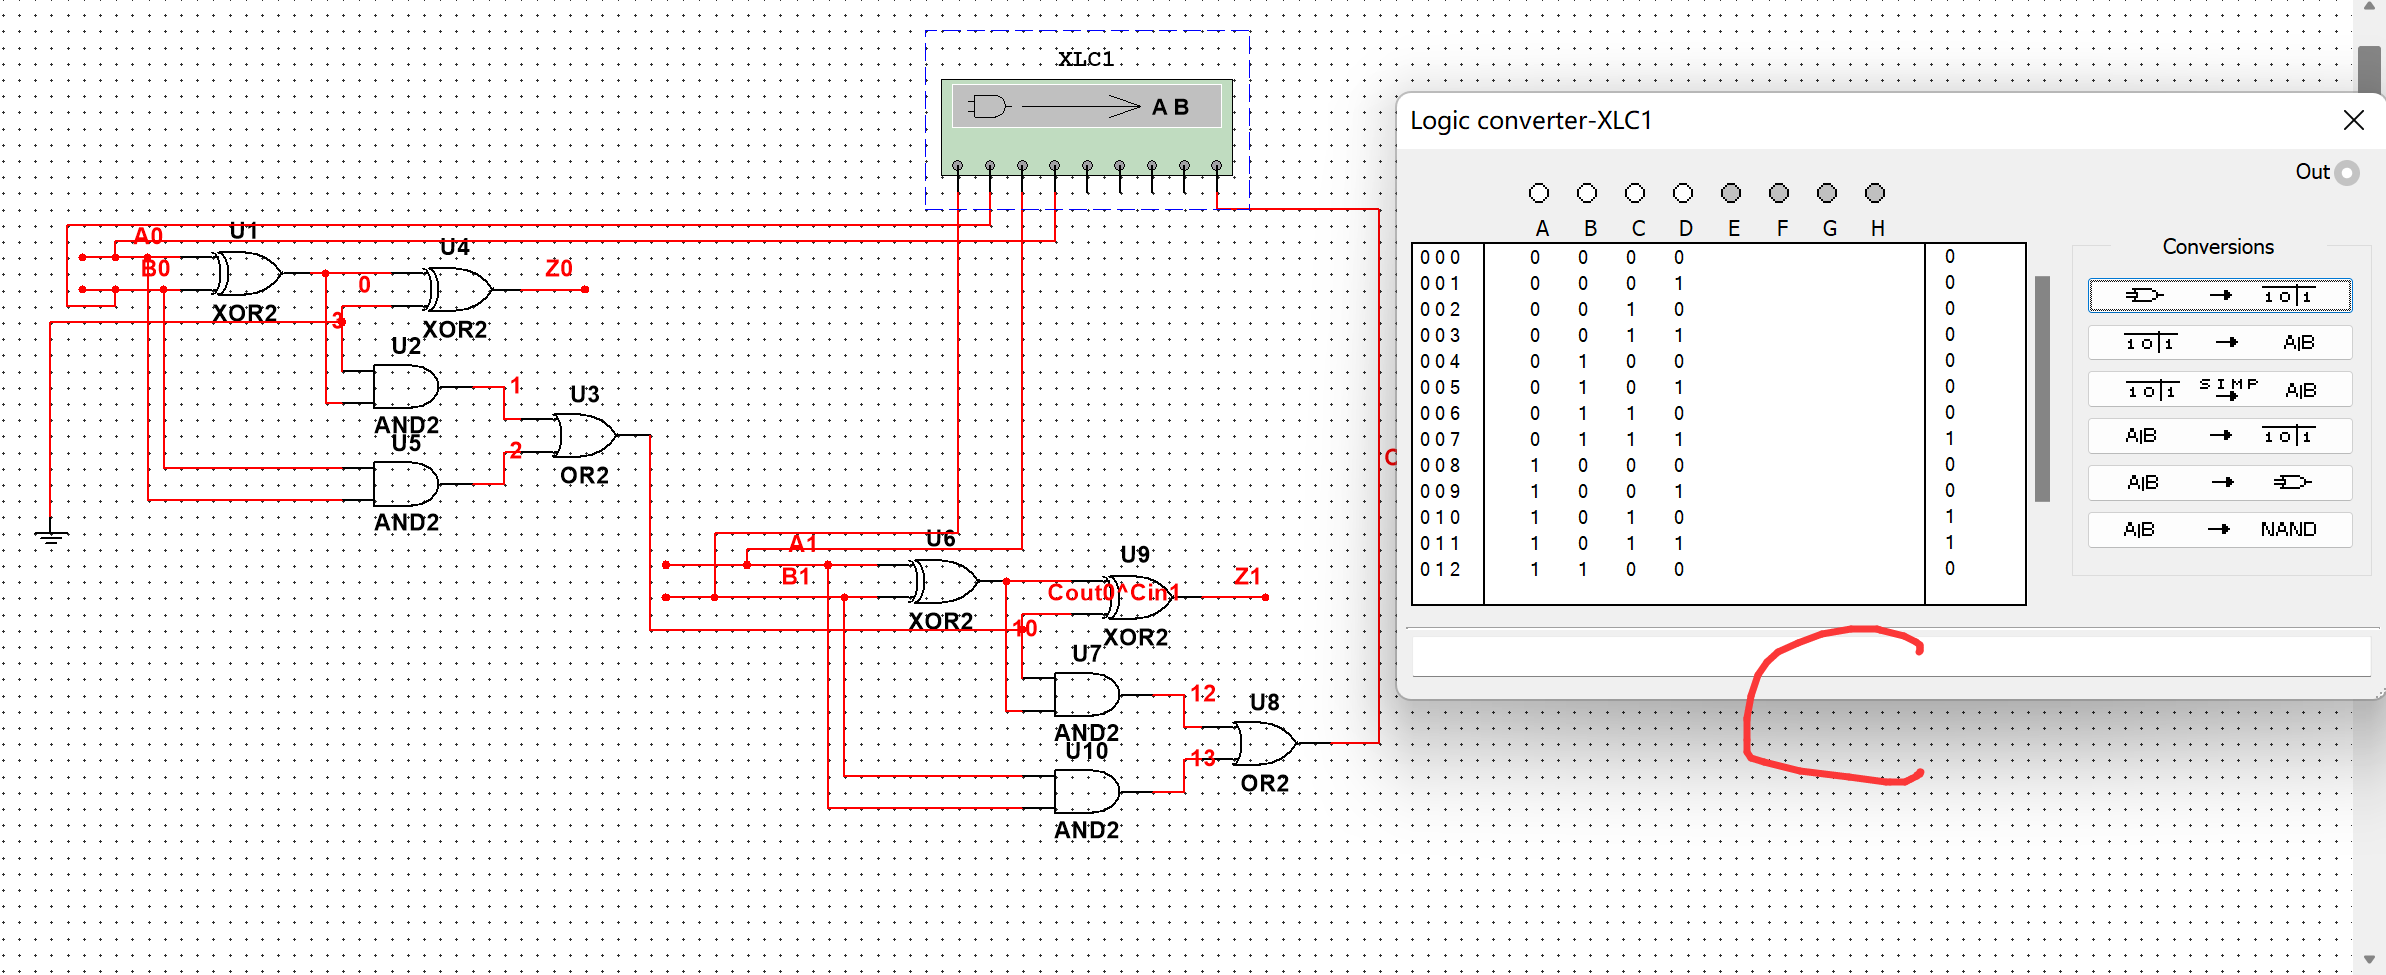 XLC1
A B
Logic converter-XLC1
Out
A B C D E F G H
000 0 0 0 0 0
001 0 0 0 1 0
002 0 0 1 0 0
003 0 0 1 1 0
004 0 1 0 0 0
005 0 1 0 1 0
006 0 1 1 0 0
007 0 1 1 1 1
008 1 0 0 0 0
009 1 0 0 1 0
010 1 0 1 0 1
011 1 0 1 1 1
012 1 1 0 0 0
Conversions
1 0 1
1 0 1 A|B
1 0 1 SIMP A|B
A|B 1 0 1
A|B
A|B NAND
A0
U1
B0
XOR2
U4
0
Z0
3
XOR2
U2
1
AND2
U5
2
AND2
U3
OR2
A1
U6
B1
XOR2
U9
Cout0^Cin1
Z1
10
XOR2
U7
12
AND2
U10
13
AND2
U8
OR2
C